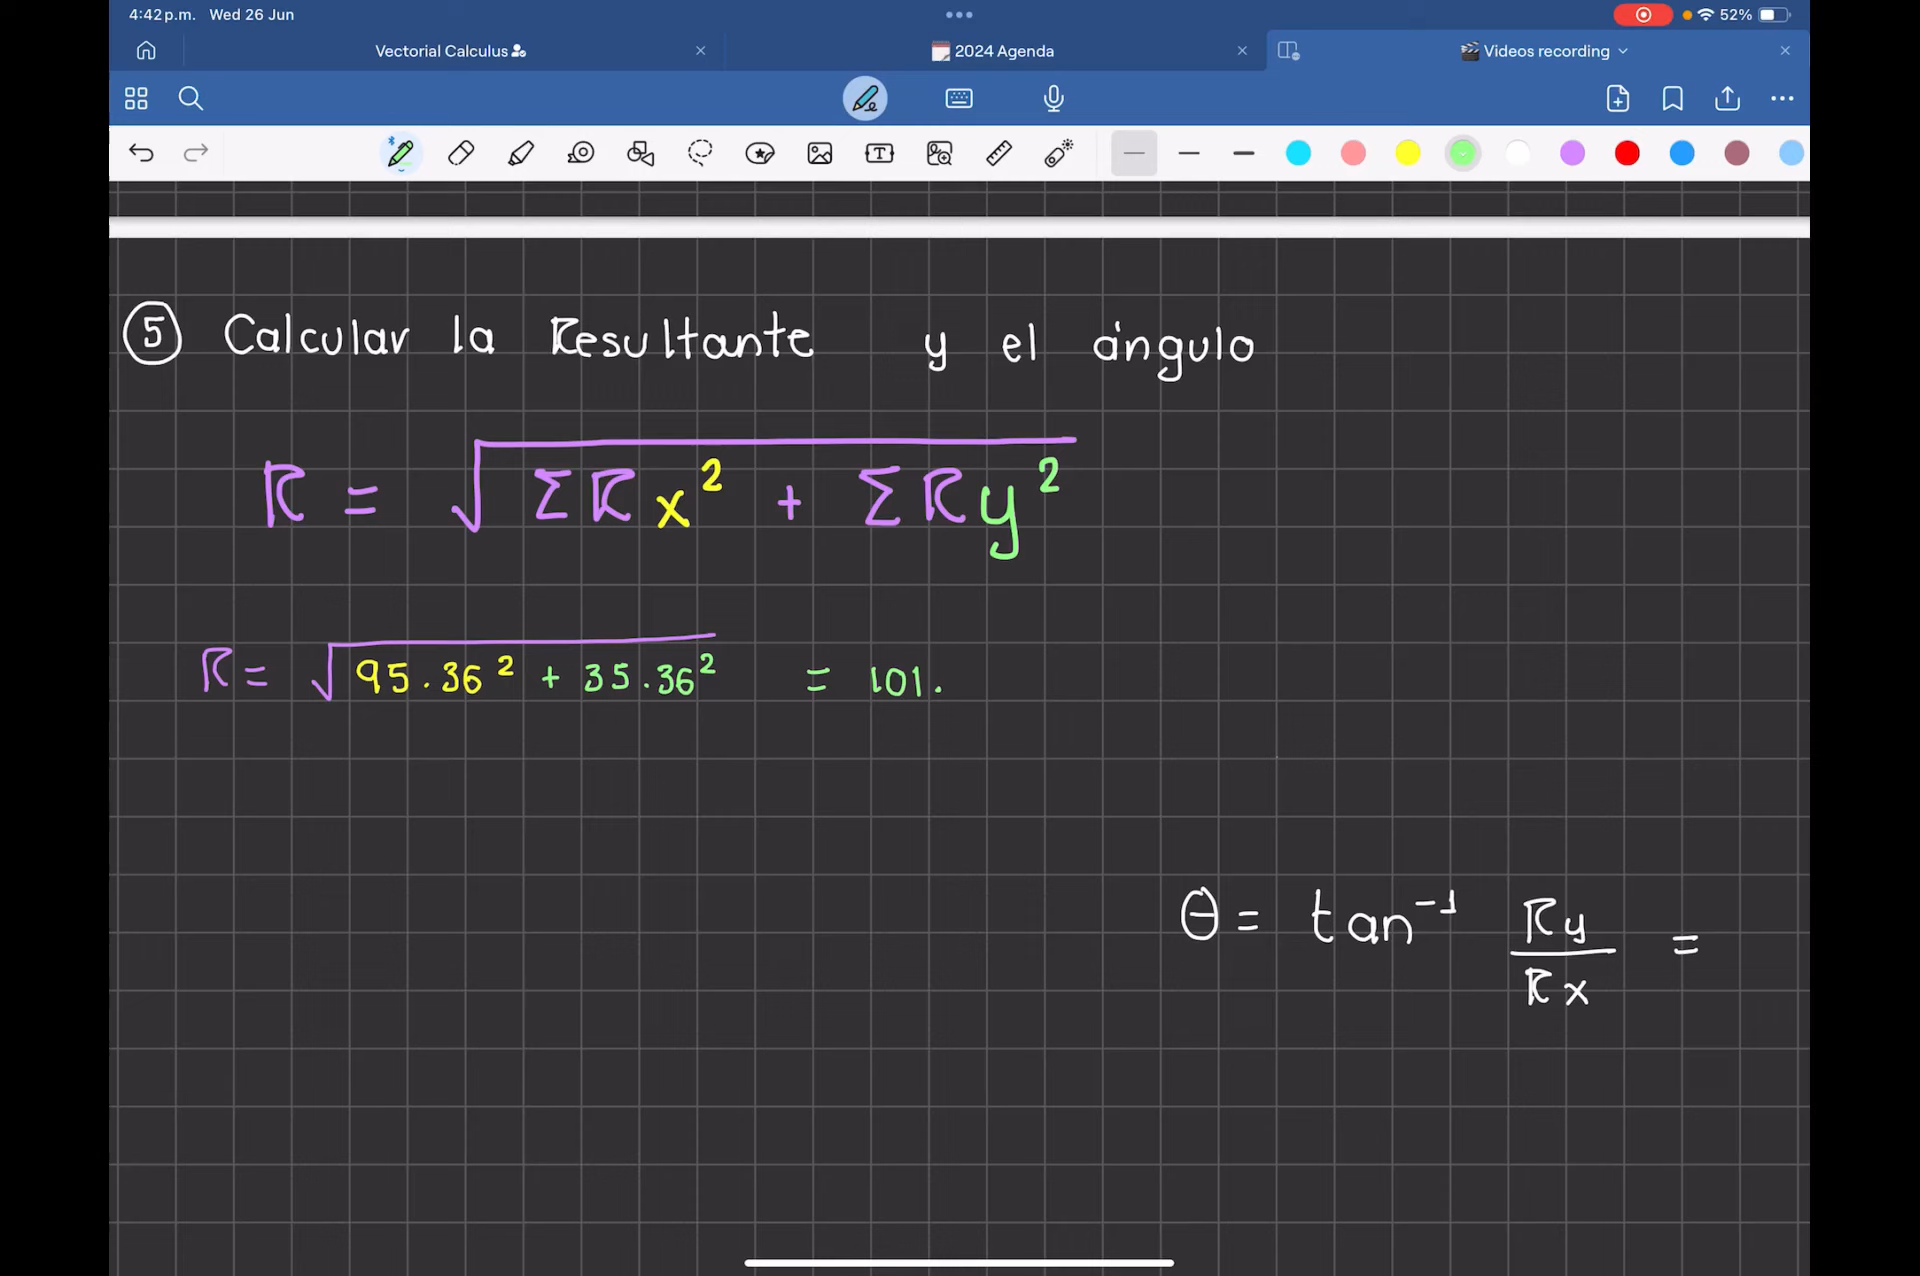 4:42 p.m. Wed 26 Jun
52%
Vectorial Calculus
2024 Agenda
Videos recording
T
5 Calcular la Resultante y el ángulo
R = √ΣRx² + ΣRy²
R = √95.36² + 35.36² = 101.
θ = tan⁻¹ Ry =
Rx